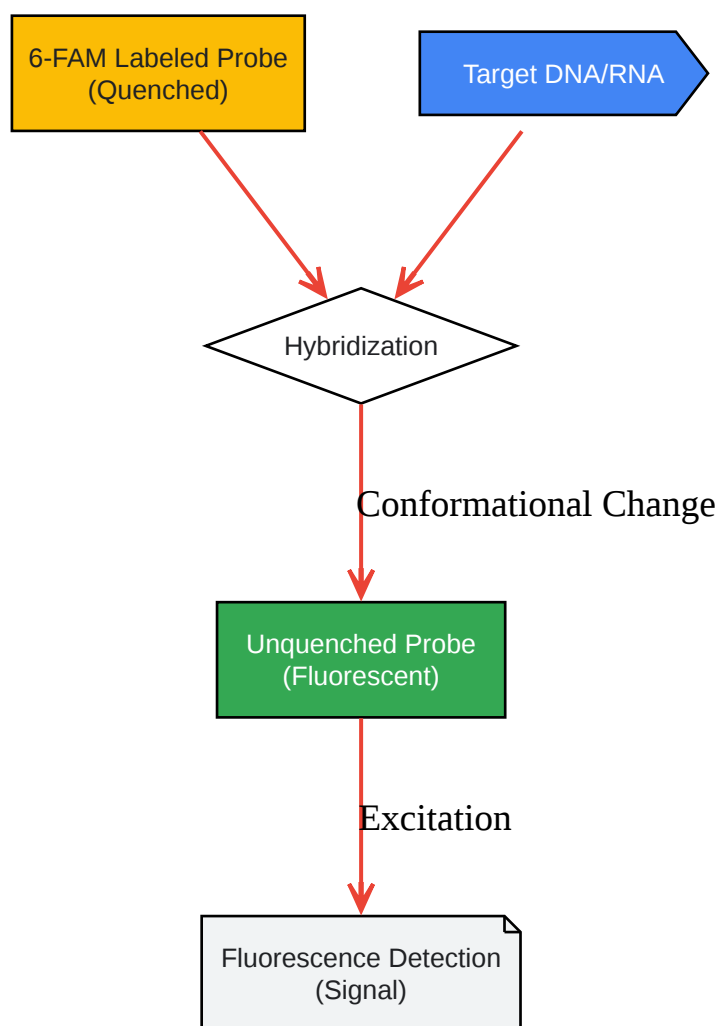 6-FAM Labeled Probe
(Quenched)
Target DNA/RNA
Hybridization
Conformational Change
Unquenched Probe
(Fluorescent)
Excitation
Fluorescence Detection
(Signal)